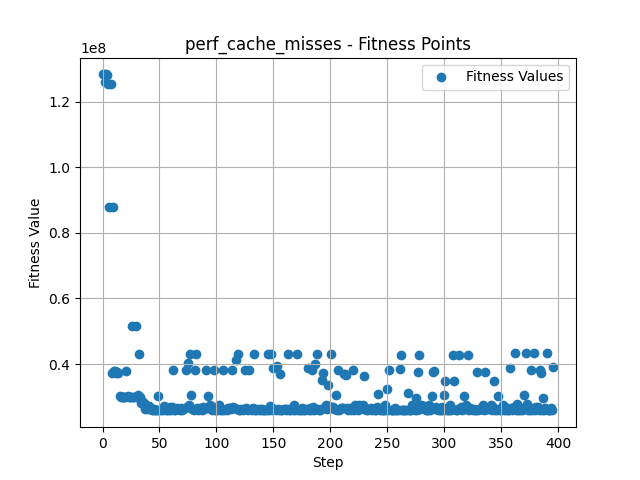 perf_cache_misses - Fitness Points
1e8
Fitness Values
1.2
1.0
0.8
0.6
0.4
Fitness Value
0 50 100 150 200 250 300 350 400
Step